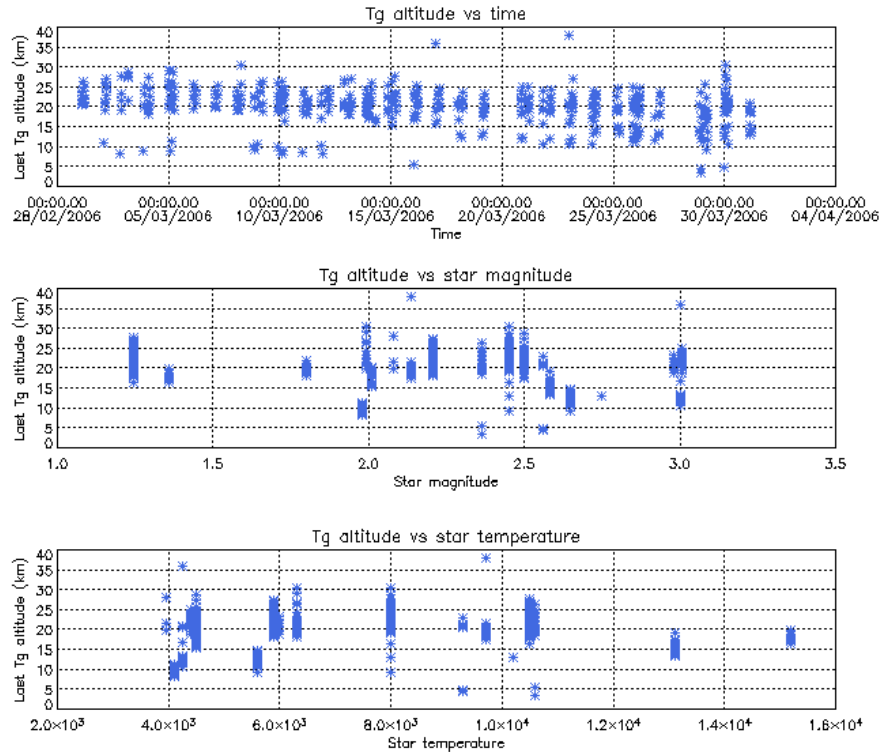 Tg altitude vs time
Last Tg altitude (km)
40
35
30
25
20
15
10
5
0
00:00.00 00:00.00 00:00.00 00:00.00 00:00.00 00:00.00 00:00.00 00:00.00
28/02/2006 05/03/2006 10/03/2006 15/03/2006 20/03/2006 25/03/2006 30/03/2006 04/04/2006
Time
Tg altitude vs star magnitude
Last Tg altitude (km)
40
35
30
25
20
15
10
5
0
1.0 1.5 2.0 2.5 3.0 3.5
Star magnitude
Tg altitude vs star temperature
Last Tg altitude (km)
40
35
30
25
20
15
10
5
0
2.0×10³ 4.0×10³ 6.0×10³ 8.0×10³ 1.0×10⁴ 1.2×10⁴ 1.4×10⁴ 1.6×10⁴
Star temperature